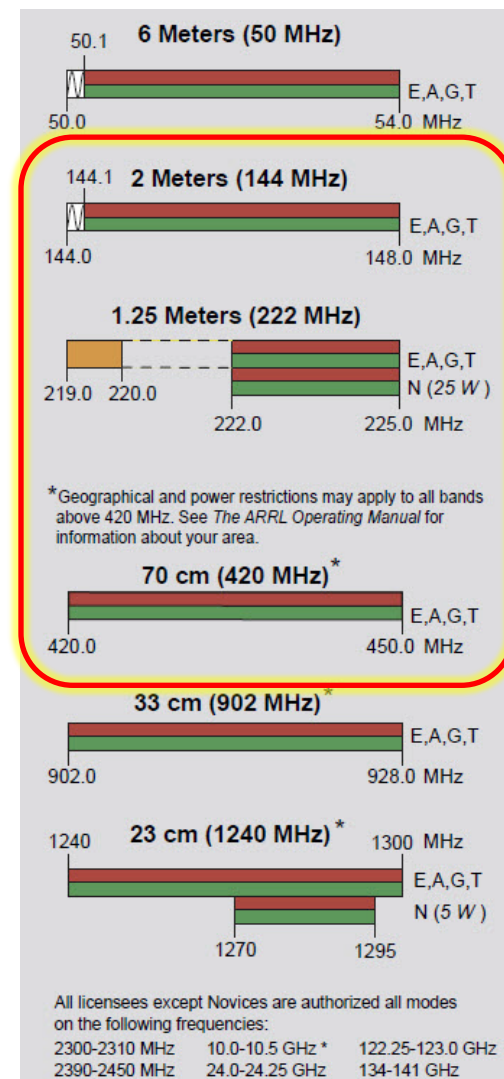 6 Meters (50 MHz)
50.1
E,A,G,T
50.0 54.0 MHz
2 Meters (144 MHz)
144.1
E,A,G,T
144.0 148.0 MHz
1.25 Meters (222 MHz)
E,A,G,T
N (25 W)
219.0 220.0
222.0 225.0 MHz
*Geographical and power restrictions may apply to all bands
above 420 MHz. See The ARRL Operating Manual for
information about your area.
70 cm (420 MHz)*
E,A,G,T
420.0 450.0 MHz
33 cm (902 MHz)*
E,A,G,T
902.0 928.0 MHz
23 cm (1240 MHz)*
1240 1300 MHz
E,A,G,T
N (5 W)
1270 1295
All licensees except Novices are authorized all modes
on the following frequencies:
2300-2310 MHz 10.0-10.5 GHz * 122.25-123.0 GHz
2390-2450 MHz 24.0-24.25 GHz 134-141 GHz